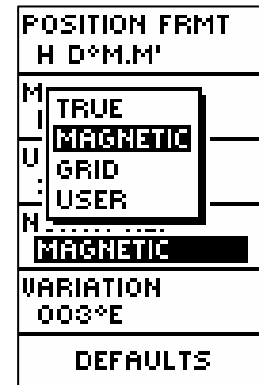 POSITION FRMT
H D°M.M'
M
TRUE
MAGNETIC
U
GRID
USER
N
MAGNETIC
VARIATION
003°E
DEFAULTS